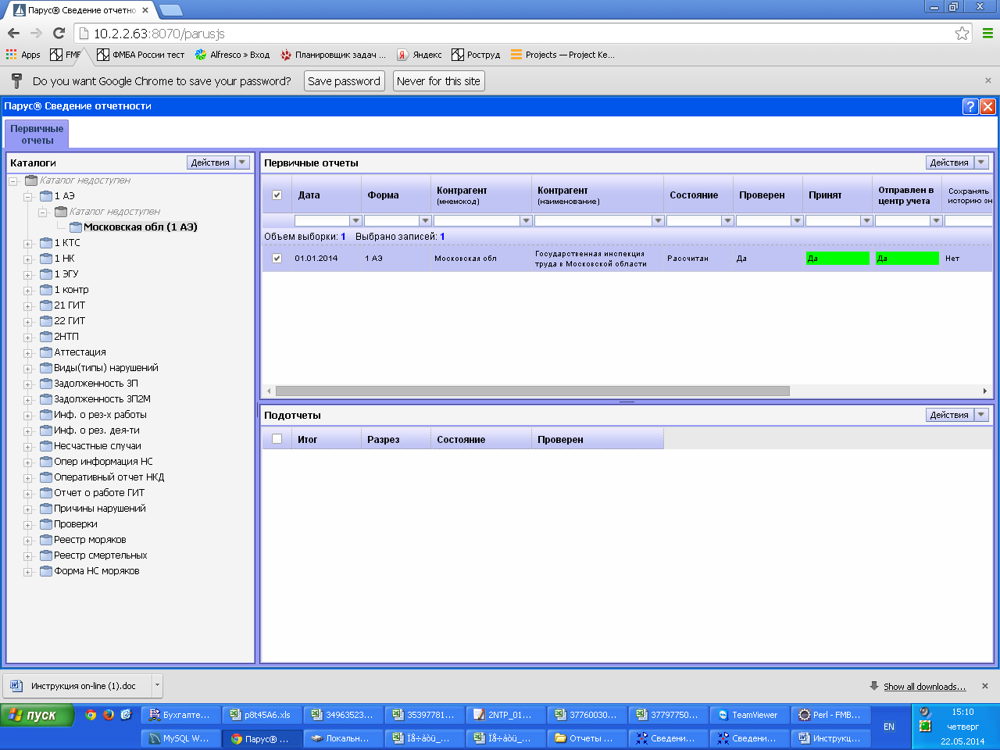 Парус® Сведение отчетно
10.2.2.63:8070/parusjs
Apps
FMB
ФМБА России тест
Alfresco » Вход
Планировщик задач ...
Яндекс
Роструд
Projects — Project Ke...
Do you want Google Chrome to save your password?
Save password
Never for this site
Парус® Сведение отчетности
Первичные
отчеты
Каталоги
Действия
Каталог недоступен
1 АЭ
Каталог недоступен
Московская обл (1 АЭ)
1 КТС
1 НК
1 ЭГУ
1 контр
21 ГИТ
22 ГИТ
2НТП
Аттестация
Виды(типы) нарушений
Задолженность ЗП
Задолженность ЗП2М
Инф. о рез-х работы
Инф. о рез. дея-ти
Несчастные случаи
Опер информация НС
Оперативный отчет НКД
Отчет о работе ГИТ
Причины нарушений
Проверки
Реестр моряков
Реестр смертельных
Форма НС моряков
Первичные отчеты
Действия
Дата
Форма
Контрагент
(мнемокод)
Контрагент
(наименование)
Состояние
Проверен
Принят
Отправлен в
центр учета
Сохранять
историю зн
Объем выборки: 1 Выбрано записей: 1
01.01.2014
1 АЭ
Московская обл
Государственная инспекция
труда в Московской области
Рассчитан
Да
Да
Да
Нет
Подотчеты
Действия
Итог
Разрез
Состояние
Проверен
Инструкция on-line (1).doc
Show all downloads...
пуск
Бухгалте...
p8t45A6.xls
34963523...
35397781...
2NTP_01...
37760030...
37797750...
TeamViewer
Perl - FMB...
MySQL W...
Парус® ...
Локальн...
Ïå÷àòü_...
Ïå÷àòü_...
Отчеты ...
Сведени...
Сведени...
Инструкц...
EN
15:10
четверг
22.05.2014